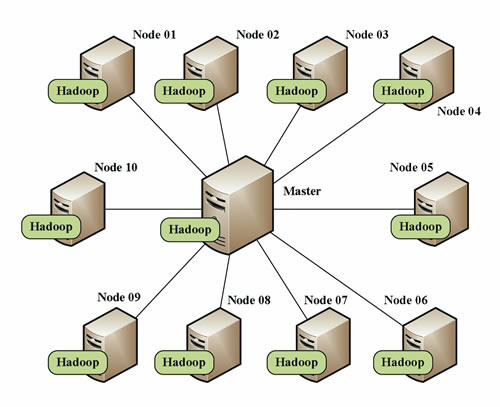 Node 01
Node 02
Node 03
Hadoop
Hadoop
Hadoop
Hadoop
Node 04
Node 10
Master
Node 05
Hadoop
Hadoop
Hadoop
Node 09
Node 08
Node 07
Node 06
Hadoop
Hadoop
Hadoop
Hadoop